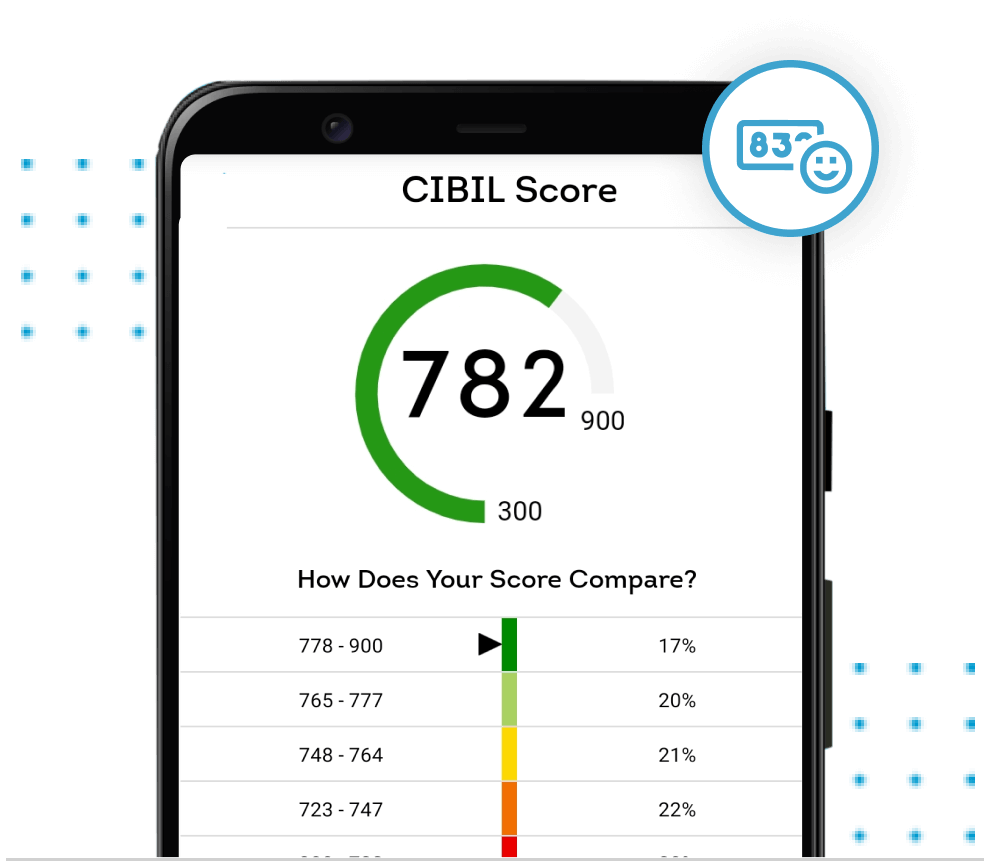 83
CIBIL Score
782
900
300
How Does Your Score Compare?
778 - 900 17%
765 - 777 20%
748 - 764 21%
723 - 747 22%